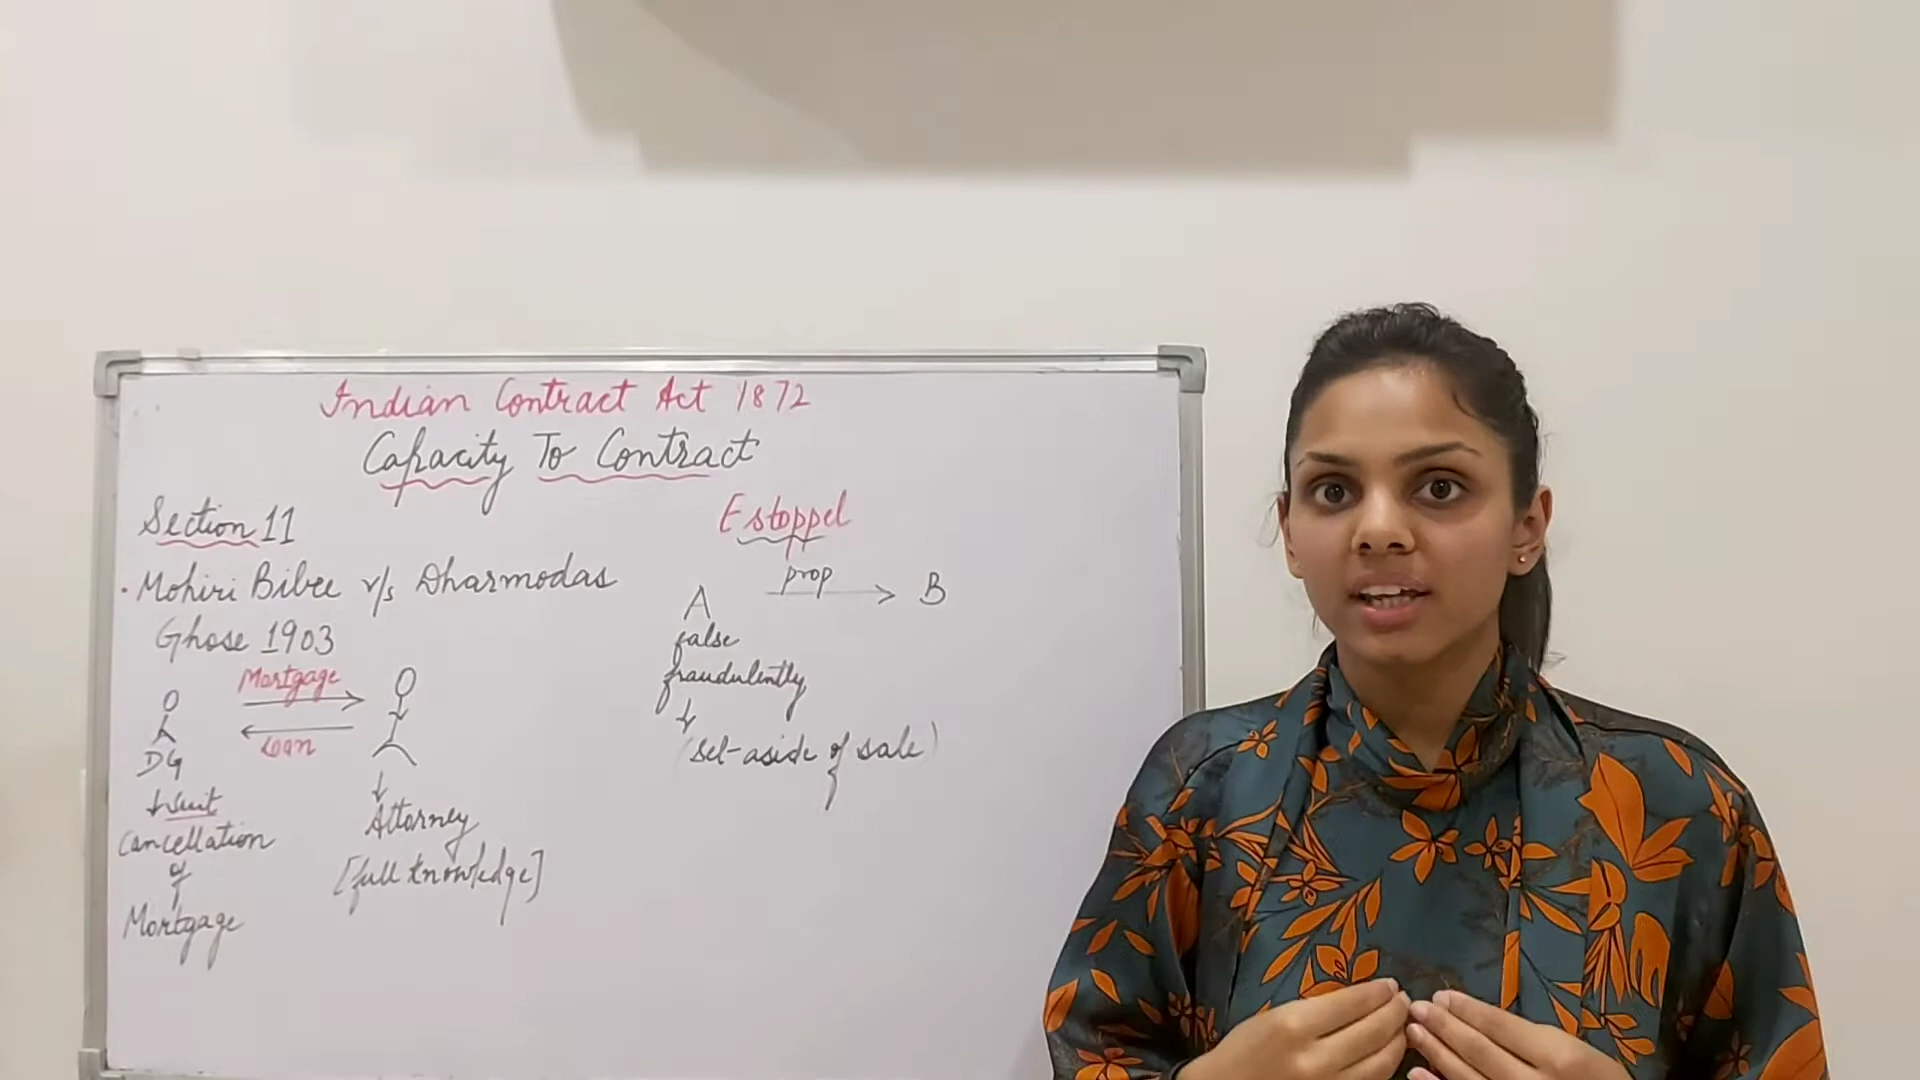 Indian Contract Act 1872
Capacity To Contract
Section 11
• Mohiri Bibee v/s Dharmodas
Ghose 1903
Mortgage
Loan
DG
suit
Cancellation
of
Mortgage
Attorney
[full knowledge]
Estoppel
A prop B
false
fraudulently
(set-aside of sale)